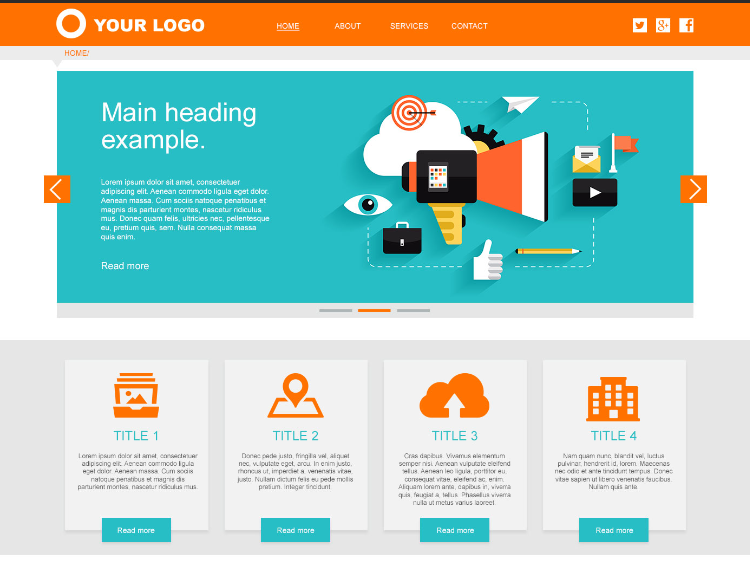 YOUR LOGO
HOME ABOUT SERVICES CONTACT
HOME/
Main heading
example.
Lorem ipsum dolor sit amet, consectetuer
adipiscing elit. Aenean commodo ligula eget
dolor. Aenean massa. Cum sociis natoque penatibus et
magnis dis parturient montes, nascetur ridiculus
mus. Donec quam felis, ultricies nec, pellentesque
eu, pretium quis, sem. Nulla consequat massa
quis enim.
Read more
TITLE 1
Lorem ipsum dolor sit amet, consectetuer
adipiscing elit. Aenean commodo ligula
eget dolor. Aenean massa. Cum sociis
natoque penatibus et magnis dis
parturient montes, nascetur ridiculus mus.
Read more
TITLE 2
Donec pede justo, fringilla vel, aliquet
nec, vulputate eget, arcu. In enim justo,
rhoncus ut, imperdiet a, venenatis vitae,
justo. Nullam dictum felis eu pede mollis
pretium. Integer tincidunt.
Read more
TITLE 3
Cras dapibus. Vivamus elementum
semper nisi. Aenean vulputate eleifend
tellus. Aenean leo ligula, porttitor eu,
consequat vitae, eleifend ac, enim.
Aliquam lorem ante, dapibus in, viverra
quis, feugiat a, tellus. Phasellus viverra
nulla ut metus varius laoreet.
Read more
TITLE 4
Nam quam nunc, blandit vel, luctus
pulvinar, hendrerit id, lorem. Maecenas
nec odio et ante tincidunt tempus. Donec
vitae sapien ut libero venenatis faucibus.
Nullam quis ante.
Read more